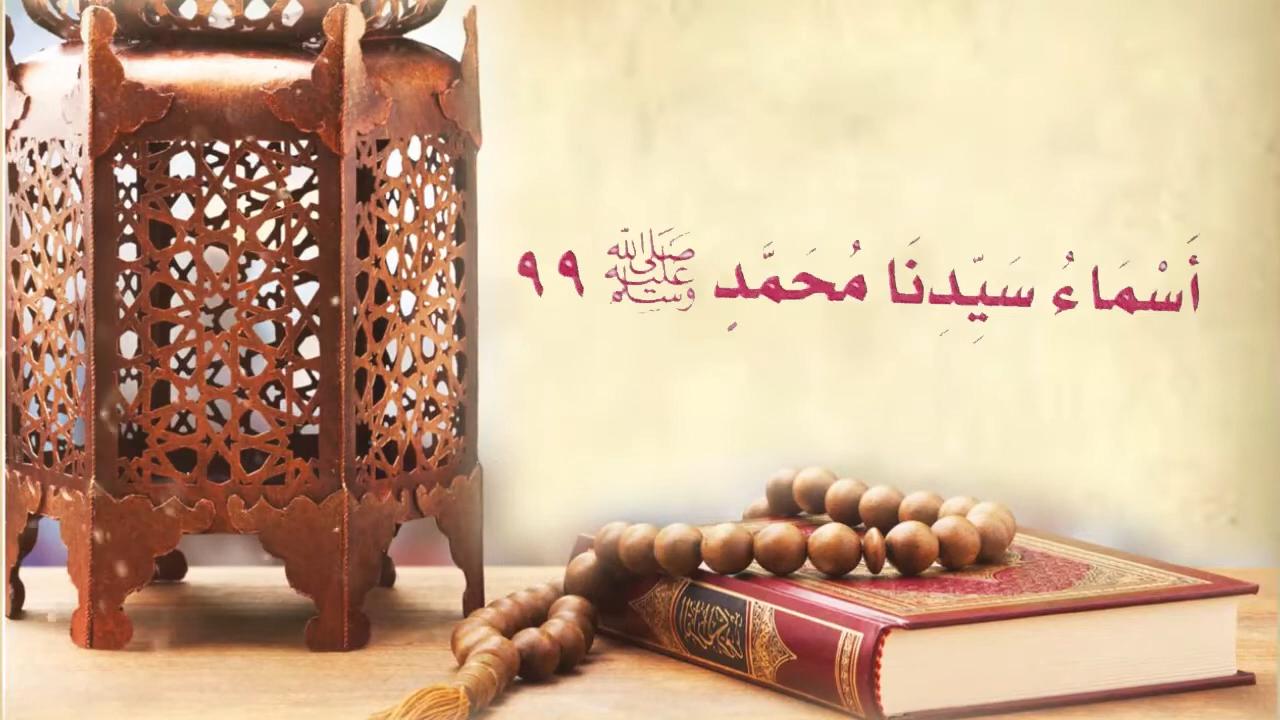 أَسْمَاءُ سَيِّدِنَا مُحَمَّدٍ ﷺ ٩٩